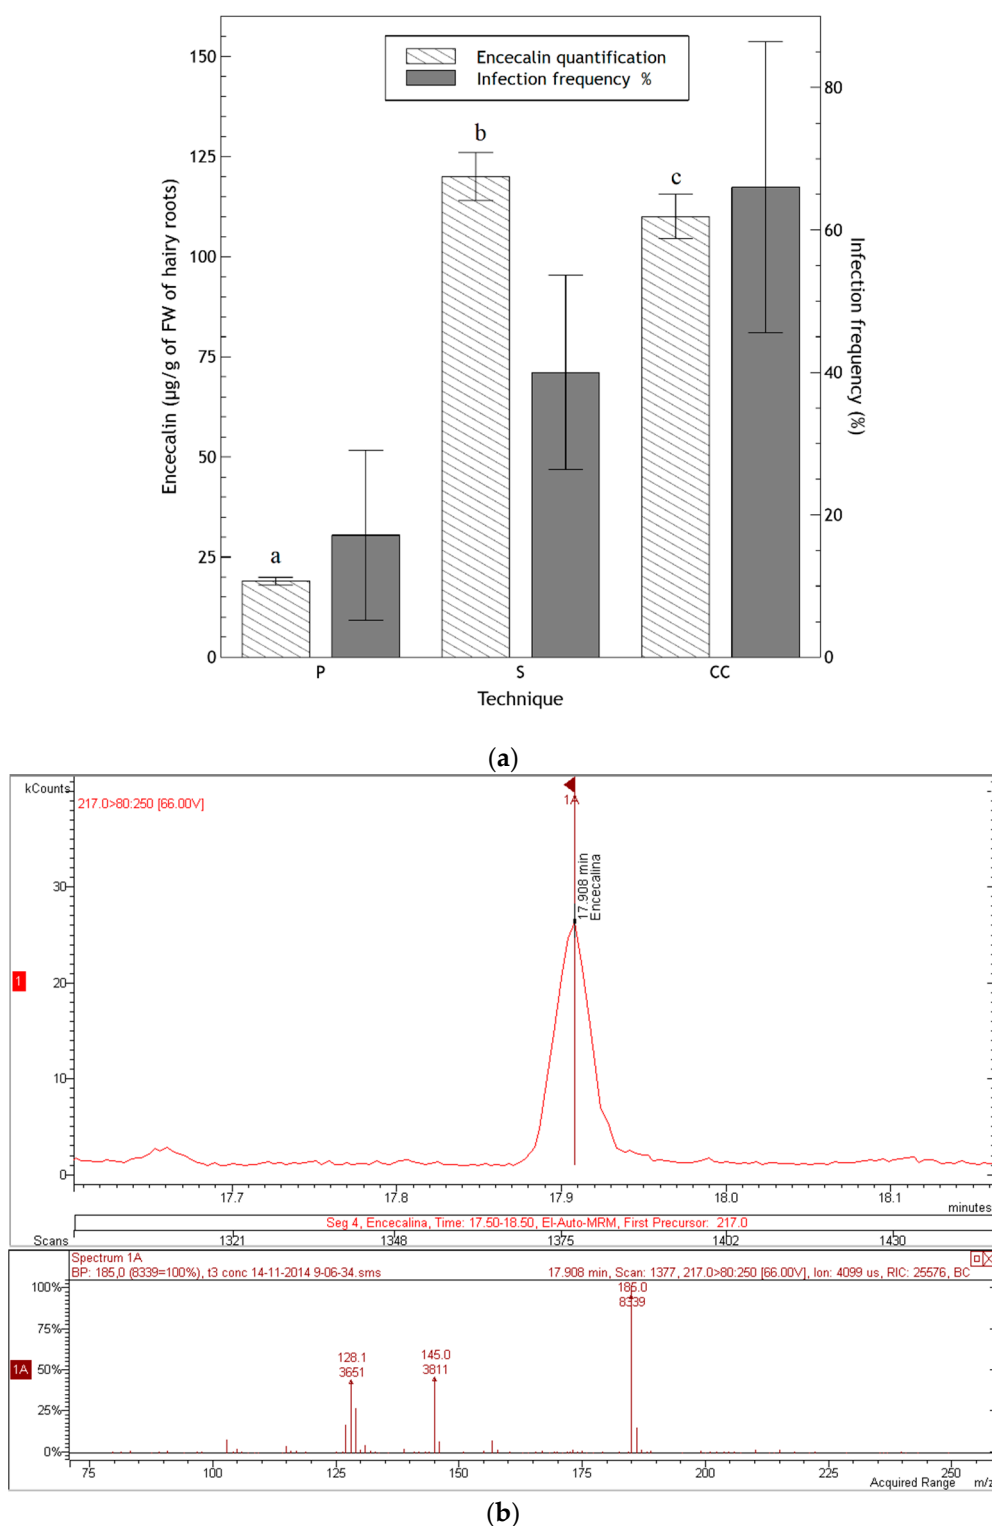 Encecalin quantification
Infection frequency %
Encecalin (µg/g of FW of hairy roots)
150
125
100
75
50
25
0
a
b
c
80
60
40
20
0
Infection frequency (%)
P S CC
Technique
(a)
kCounts
217.0>80:250 [66.00V]
1A
17.908 min
Encecalina
30
20
10
0
1
17.7 17.8 17.9 18.0 18.1
minutes
Seg 4, Encecalina, Time: 17.50-18.50, EI-Auto-MRM, First Precursor: 217.0
Scans 1321 1348 1375 1402 1430
Spectrum 1A
BP: 185,0 (8339=100%), t3 conc 14-11-2014 9-06-34.sms 17.908 min, Scan: 1377, 217.0>80:250 [66.00V], Ion: 4099 us, RIC: 25576, BC
100%
75%
50%
25%
0%
1A
128.1
3651
145.0
3811
185.0
8339
75 100 125 150 175 200 225 250
Acquired Range m/z
(b)